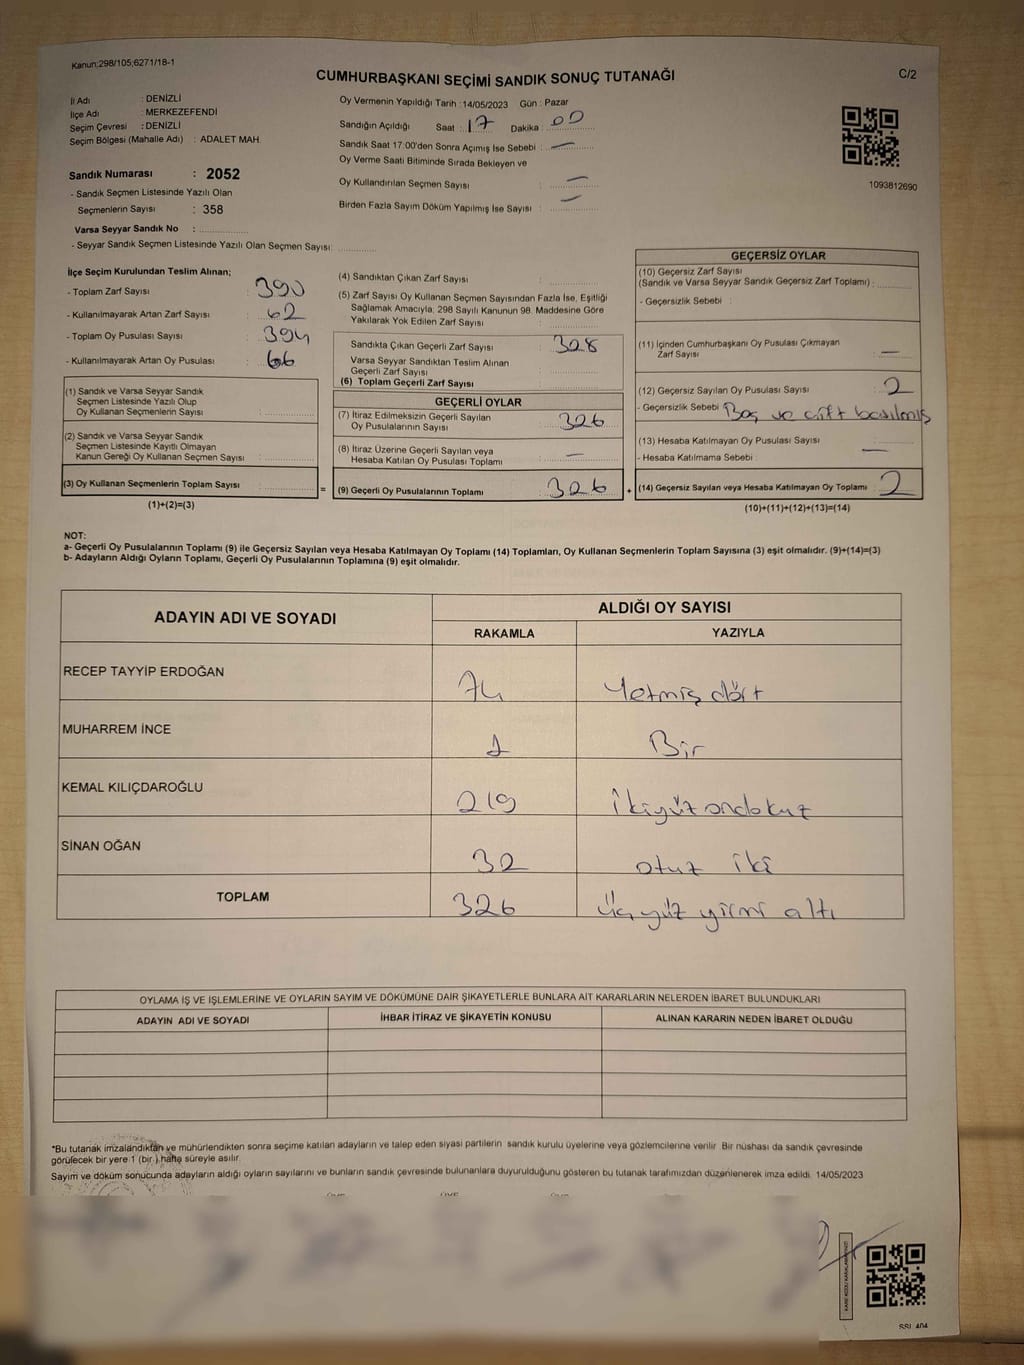 Kanun;298/105;6271/18-1
CUMHURBAŞKANI SEÇİMİ SANDIK SONUÇ TUTANAĞI
C/2
İl Adı : DENİZLİ
İlçe Adı : MERKEZEFENDİ
Seçim Çevresi : DENİZLİ
Seçim Bölgesi (Mahalle Adı) : ADALET MAH.
Sandık Numarası : 2052
- Sandık Seçmen Listesinde Yazılı Olan
Seçmenlerin Sayısı : 358
Varsa Seyyar Sandık No :
- Seyyar Sandık Seçmen Listesinde Yazılı Olan Seçmen Sayısı:
Oy Vermenin Yapıldığı Tarih :14/05/2023 Gün : Pazar
Sandığın Açıldığı Saat : 17 Dakika : 00
Sandık Saat 17:00'den Sonra Açımış İse Sebebi : —
Oy Verme Saati Bitiminde Sırada Bekleyen ve
Oy Kullandırılan Seçmen Sayısı : —
Birden Fazla Sayım Döküm Yapılmış İse Sayısı : —
1093812690
İlçe Seçim Kurulundan Teslim Alınan;
- Toplam Zarf Sayısı : 390
- Kullanılmayarak Artan Zarf Sayısı : 62
- Toplam Oy Pusulası Sayısı : 394
- Kullanılmayarak Artan Oy Pusulası : 66
(1) Sandık ve Varsa Seyyar Sandık
Seçmen Listesinde Yazılı Olup
Oy Kullanan Seçmenlerin Sayısı :
(2) Sandık ve Varsa Seyyar Sandık
Seçmen Listesinde Kayıtlı Olmayan
Kanun Gereği Oy Kullanan Seçmen Sayısı :
(3) Oy Kullanan Seçmenlerin Toplam Sayısı :
(1)+(2)=(3)
=
(4) Sandıktan Çıkan Zarf Sayısı :
(5) Zarf Sayısı Oy Kullanan Seçmen Sayısından Fazla İse, Eşitliği
Sağlamak Amacıyla; 298 Sayılı Kanunun 98. Maddesine Göre
Yakılarak Yok Edilen Zarf Sayısı :
Sandıkta Çıkan Geçerli Zarf Sayısı : 328
Varsa Seyyar Sandıktan Teslim Alınan
Geçerli Zarf Sayısı :
(6) Toplam Geçerli Zarf Sayısı
GEÇERLİ OYLAR
(7) İtiraz Edilmeksizin Geçerli Sayılan
Oy Pusulalarının Sayısı : 326
(8) İtiraz Üzerine Geçerli Sayılan veya
Hesaba Katılan Oy Pusulası Toplamı : —
(9) Geçerli Oy Pusulalarının Toplamı : 326
+
GEÇERSİZ OYLAR
(10) Geçersiz Zarf Sayısı
(Sandık ve Varsa Seyyar Sandık Geçersiz Zarf Toplamı) :
- Geçersizlik Sebebi :
(11) İçinden Cumhurbaşkanı Oy Pusulası Çıkmayan
Zarf Sayısı : —
(12) Geçersiz Sayılan Oy Pusulası Sayısı : 2
- Geçersizlik Sebebi : Boş ve çift basılmış
(13) Hesaba Katılmayan Oy Pusulası Sayısı :
- Hesaba Katılmama Sebebi : —
(14) Geçersiz Sayılan veya Hesaba Katılmayan Oy Toplamı : 2
(10)+(11)+(12)+(13)=(14)
NOT:
a- Geçerli Oy Pusulalarının Toplamı (9) ile Geçersiz Sayılan veya Hesaba Katılmayan Oy Toplamı (14) Toplamları, Oy Kullanan Seçmenlerin Toplam Sayısına (3) eşit olmalıdır. (9)+(14)=(3)
b- Adayların Aldığı Oyların Toplamı, Geçerli Oy Pusulalarının Toplamına (9) eşit olmalıdır.
ADAYIN ADI VE SOYADI
ALDIĞI OY SAYISI
RAKAMLA YAZIYLA
RECEP TAYYİP ERDOĞAN 74 Yetmiş dört
MUHARREM İNCE 1 Bir
KEMAL KILIÇDAROĞLU 219 İkiyüz ondokuz
SİNAN OĞAN 32 otuz iki
TOPLAM 326 Üç yüz yirmi altı
OYLAMA İŞ VE İŞLEMLERİNE VE OYLARIN SAYIM VE DÖKÜMÜNE DAİR ŞİKAYETLERLE BUNLARA AİT KARARLARIN NELERDEN İBARET BULUNDUKLARI
ADAYIN ADI VE SOYADI İHBAR İTİRAZ VE ŞİKAYETİN KONUSU ALINAN KARARIN NEDEN İBARET OLDUĞU
*Bu tutanak imzalandıktan ve mühürlendikten sonra seçime katılan adayların ve talep eden siyasi partilerin sandık kurulu üyelerine veya gözlemcilerine verilir. Bir nüshası da sandık çevresinde
görülecek bir yere 1 (bir ) hafta süreyle asılır.
Sayım ve döküm sonucunda adayların aldığı oyların sayılarını ve bunların sandık çevresinde bulunanlara duyurulduğunu gösteren bu tutanak tarafımızdan düzenlenerek imza edildi. 14/05/2023